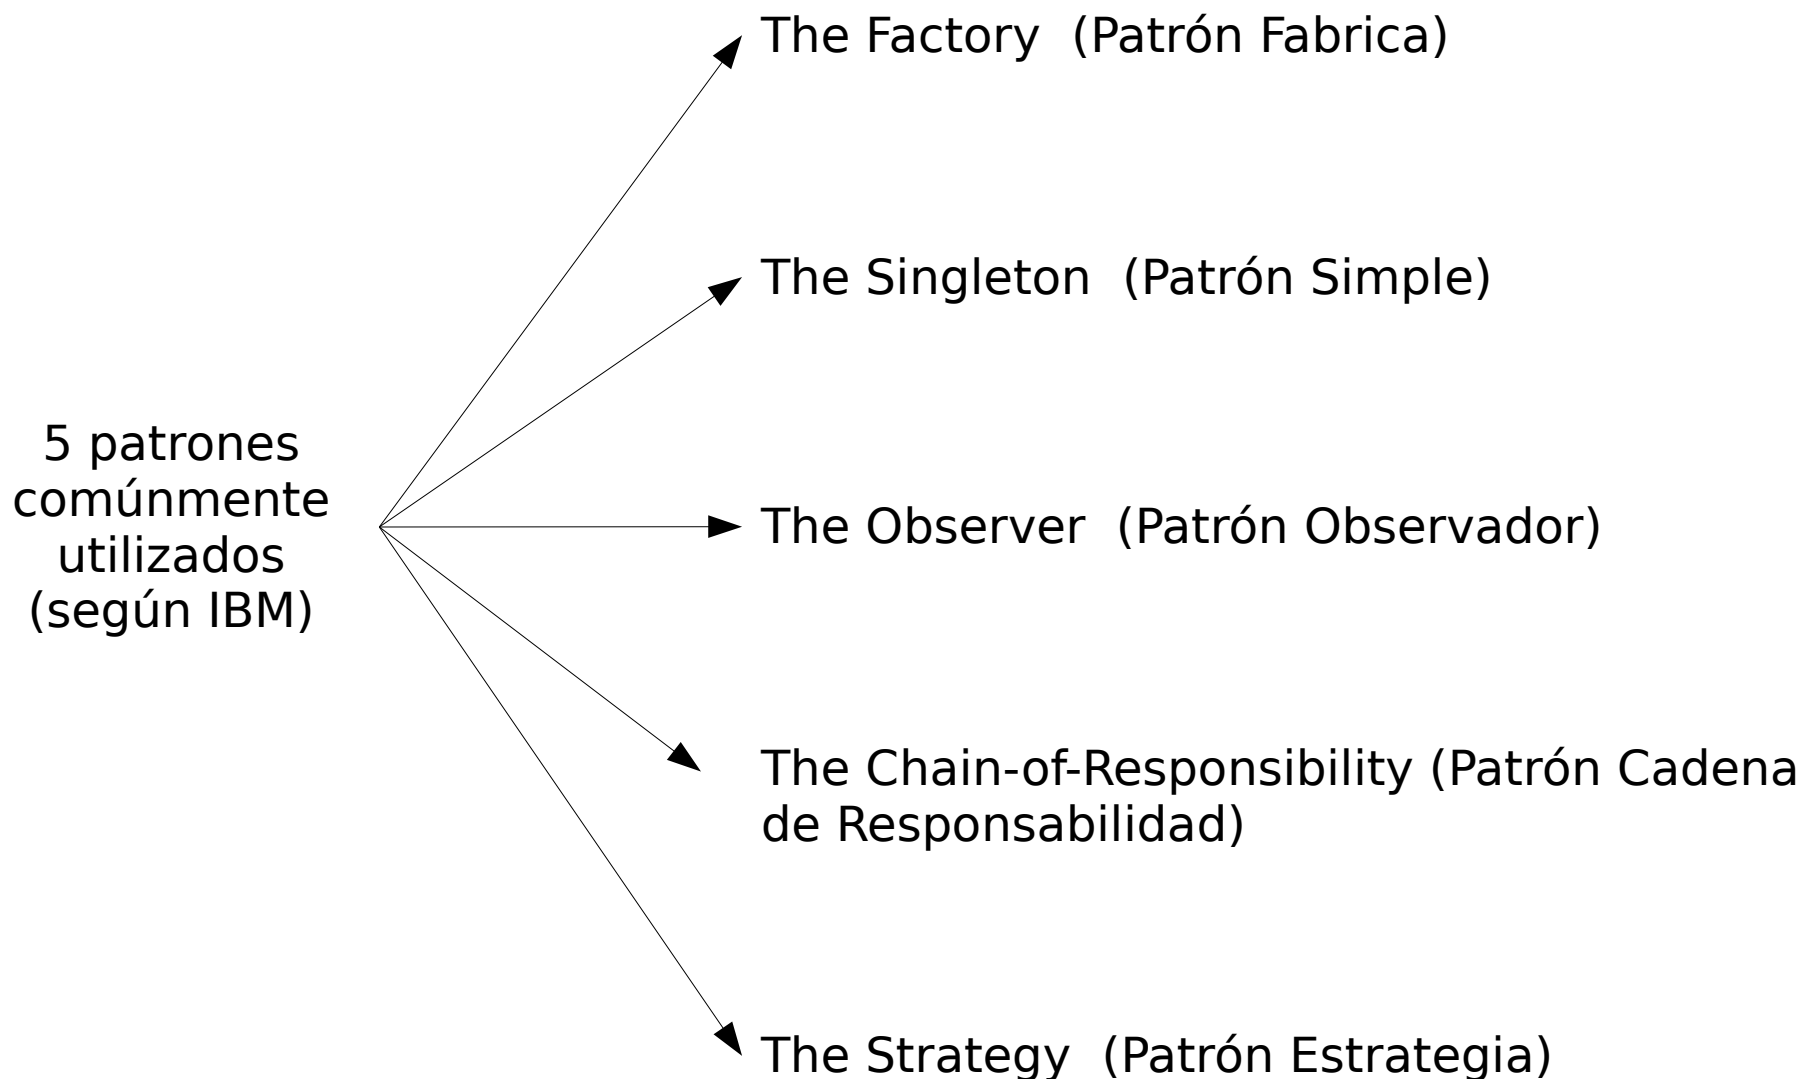 The Factory  (Patrón Fabrica)
The Singleton  (Patrón Simple)
5 patrones
comúnmente
utilizados
(según IBM)
The Observer  (Patrón Observador)
The Chain-of-Responsibility (Patrón Cadena
de Responsabilidad)
The Strategy  (Patrón Estrategia)